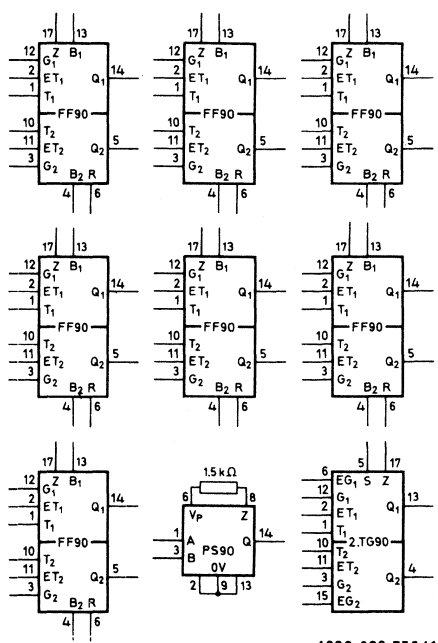 17 13
12 Z B1
G1
2 ET1 Q1 14
1 T1
FF90
10 T2
11 ET2 Q2 5
3 G2
B2 R
4 6
17 13
12 Z B1
G1
2 ET1 Q1 14
1 T1
FF90
10 T2
11 ET2 Q2 5
3 G2
B2 R
4 6
17 13
12 Z B1
G1
2 ET1 Q1 14
1 T1
FF90
10 T2
11 ET2 Q2 5
3 G2
B2 R
4 6
17 13
12 Z B1
G1
2 ET1 Q1 14
1 T1
FF90
10 T2
11 ET2 Q2 5
3 G2
B2 R
4 6
17 13
12 Z B1
G1
2 ET1 Q1 14
1 T1
FF90
10 T2
11 ET2 Q2 5
3 G2
B2 R
4 6
17 13
12 Z B1
G1
2 ET1 Q1 14
1 T1
FF90
10 T2
11 ET2 Q2 5
3 G2
B2 R
4 6
17 13
12 Z B1
G1
2 ET1 Q1 14
1 T1
FF90
10 T2
11 ET2 Q2 5
3 G2
B2 R
4 6
1.5 kΩ
6 8
VP Z
1 A Q 14
3 B PS90
0V
2 9 13
5 17
6 EG1 S Z
12 G1
2 ET1 Q1 13
1 T1
10 2.TG90
T2
11 ET2 Q2 4
3 G2
15 EG2